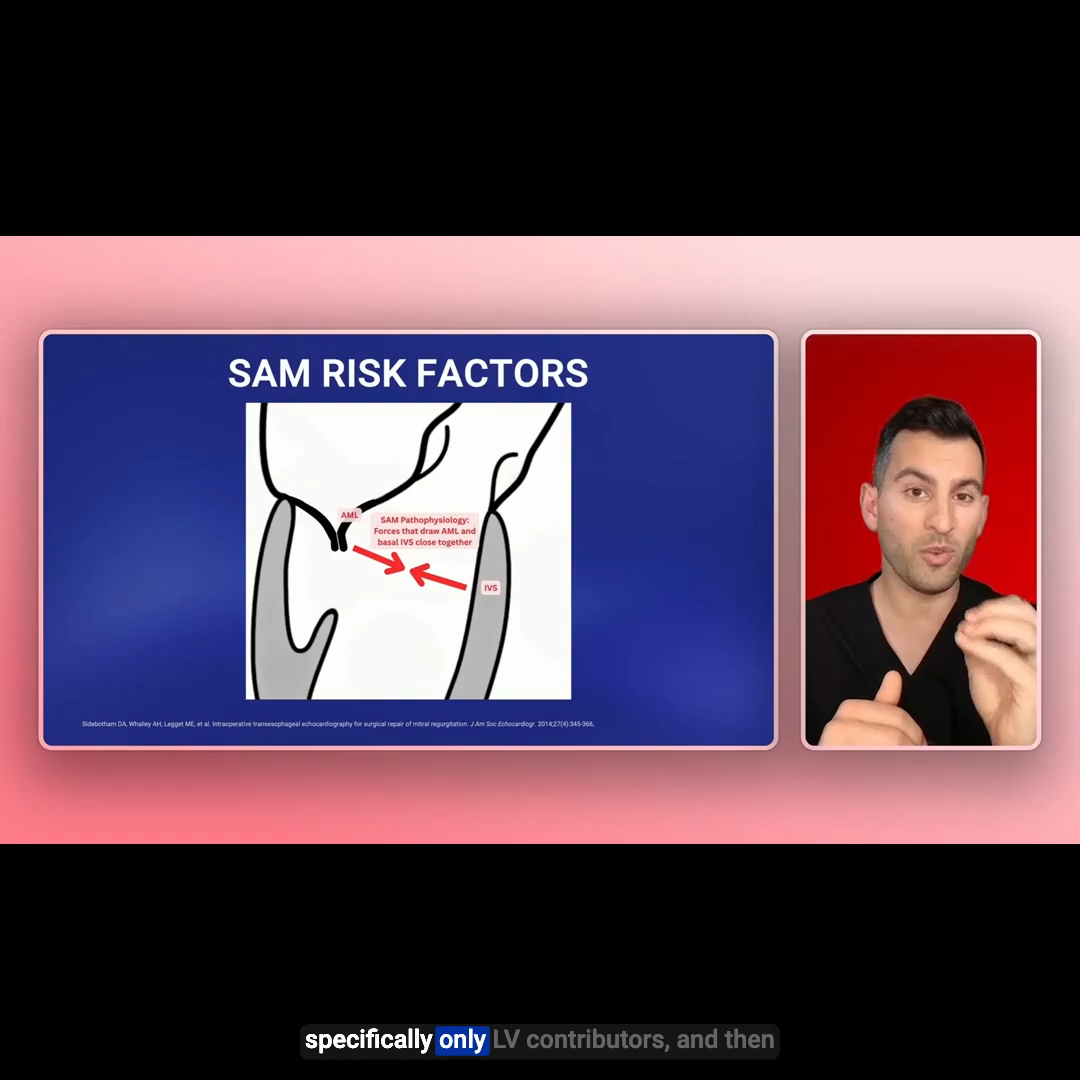 SAM RISK FACTORS
AML
SAM Pathophysiology:
Forces that draw AML and
basal IVS close together
IVS
Sidebotham DA, Whalley AH, Legget ME, et al. Intraoperative transesophageal echocardiography for surgical repair of mitral regurgitation. J Am Soc Echocardiogr. 2014;27(4):345-366.
specifically only LV contributors, and then